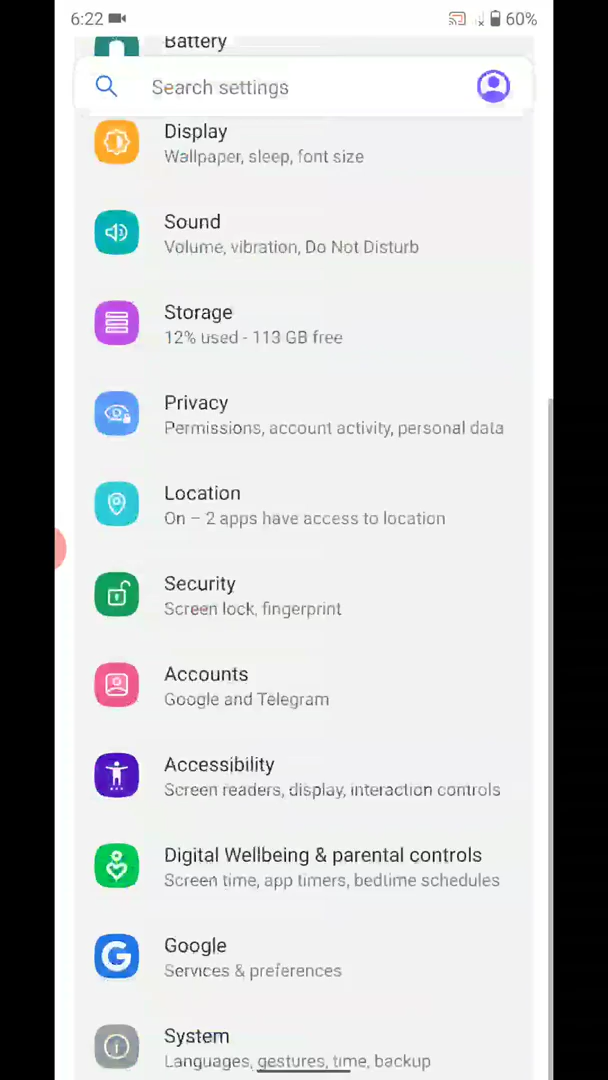 6:22
60%
Battery
Search settings
Display
Wallpaper, sleep, font size
Sound
Volume, vibration, Do Not Disturb
Storage
12% used - 113 GB free
Privacy
Permissions, account activity, personal data
Location
On – 2 apps have access to location
Security
Screen lock, fingerprint
Accounts
Google and Telegram
Accessibility
Screen readers, display, interaction controls
Digital Wellbeing & parental controls
Screen time, app timers, bedtime schedules
Google
Services & preferences
System
Languages, gestures, time, backup